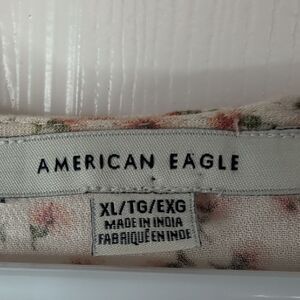 AMERICAN EAGLE
XL/TG/EXG
MADE IN INDIA
FABRIQUÉ EN INDE